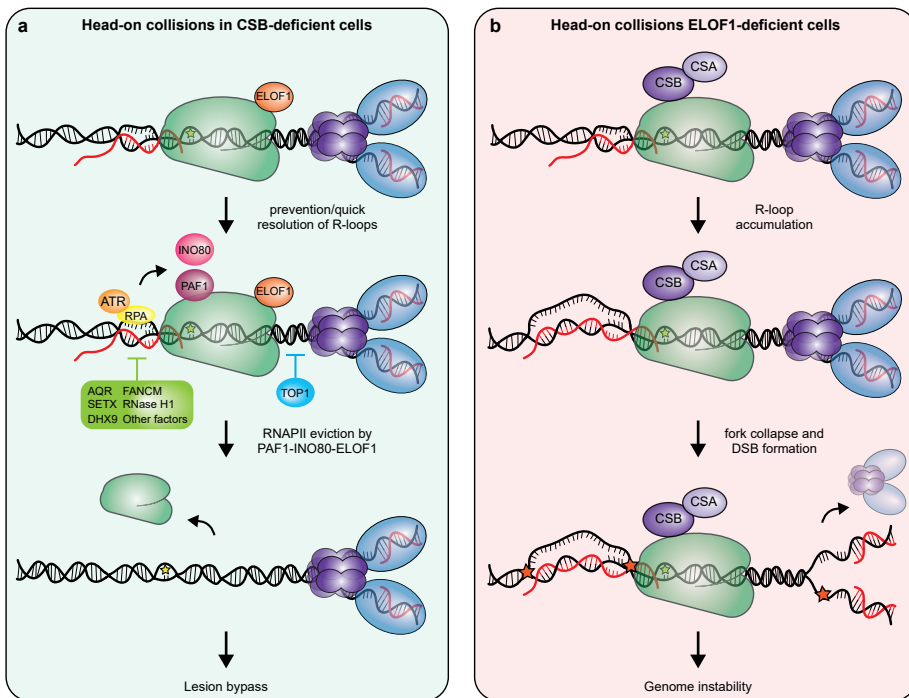 a
Head-on collisions in CSB-deficient cells
ELOF1
prevention/quick
resolution of R-loops
INO80
PAF1
ELOF1
ATR
RPA
AQR FANCM
SETX RNase H1
DHX9 Other factors
TOP1
RNAPII eviction by
PAF1-INO80-ELOF1
Lesion bypass
b
Head-on collisions ELOF1-deficient cells
CSA
CSB
R-loop
accumulation
CSA
CSB
fork collapse and
DSB formation
CSA
CSB
Genome instability